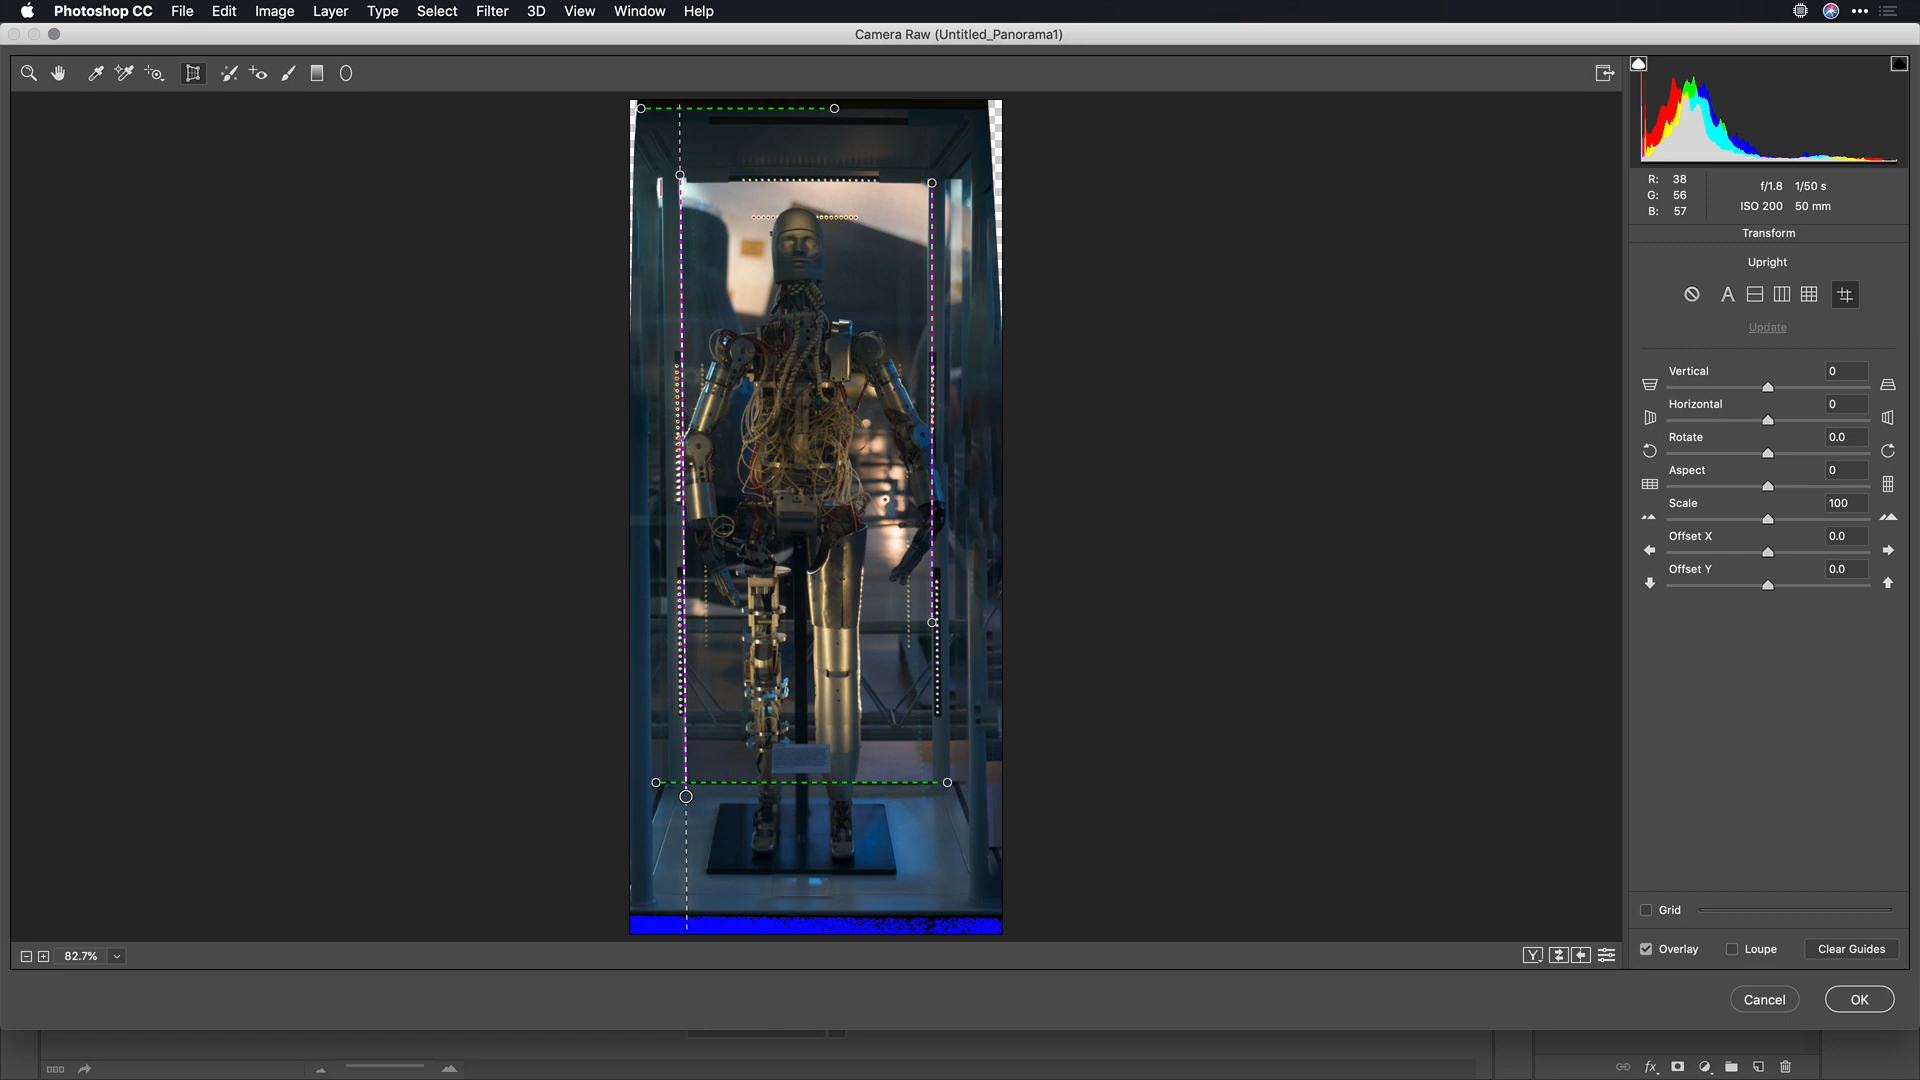 Photoshop CC File Edit Image Layer Type Select Filter 3D View Window Help
Camera Raw (Untitled_Panorama1)
R: 38 f/1.8 1/50 s
G: 56
B: 57 ISO 200 50 mm
Transform
Upright
A
Update
Vertical 0
Horizontal 0
Rotate 0.0
Aspect 0
Scale 100
Offset X 0.0
Offset Y 0.0
Grid
Overlay Loupe Clear Guides
82.7% Y
Cancel OK
fx